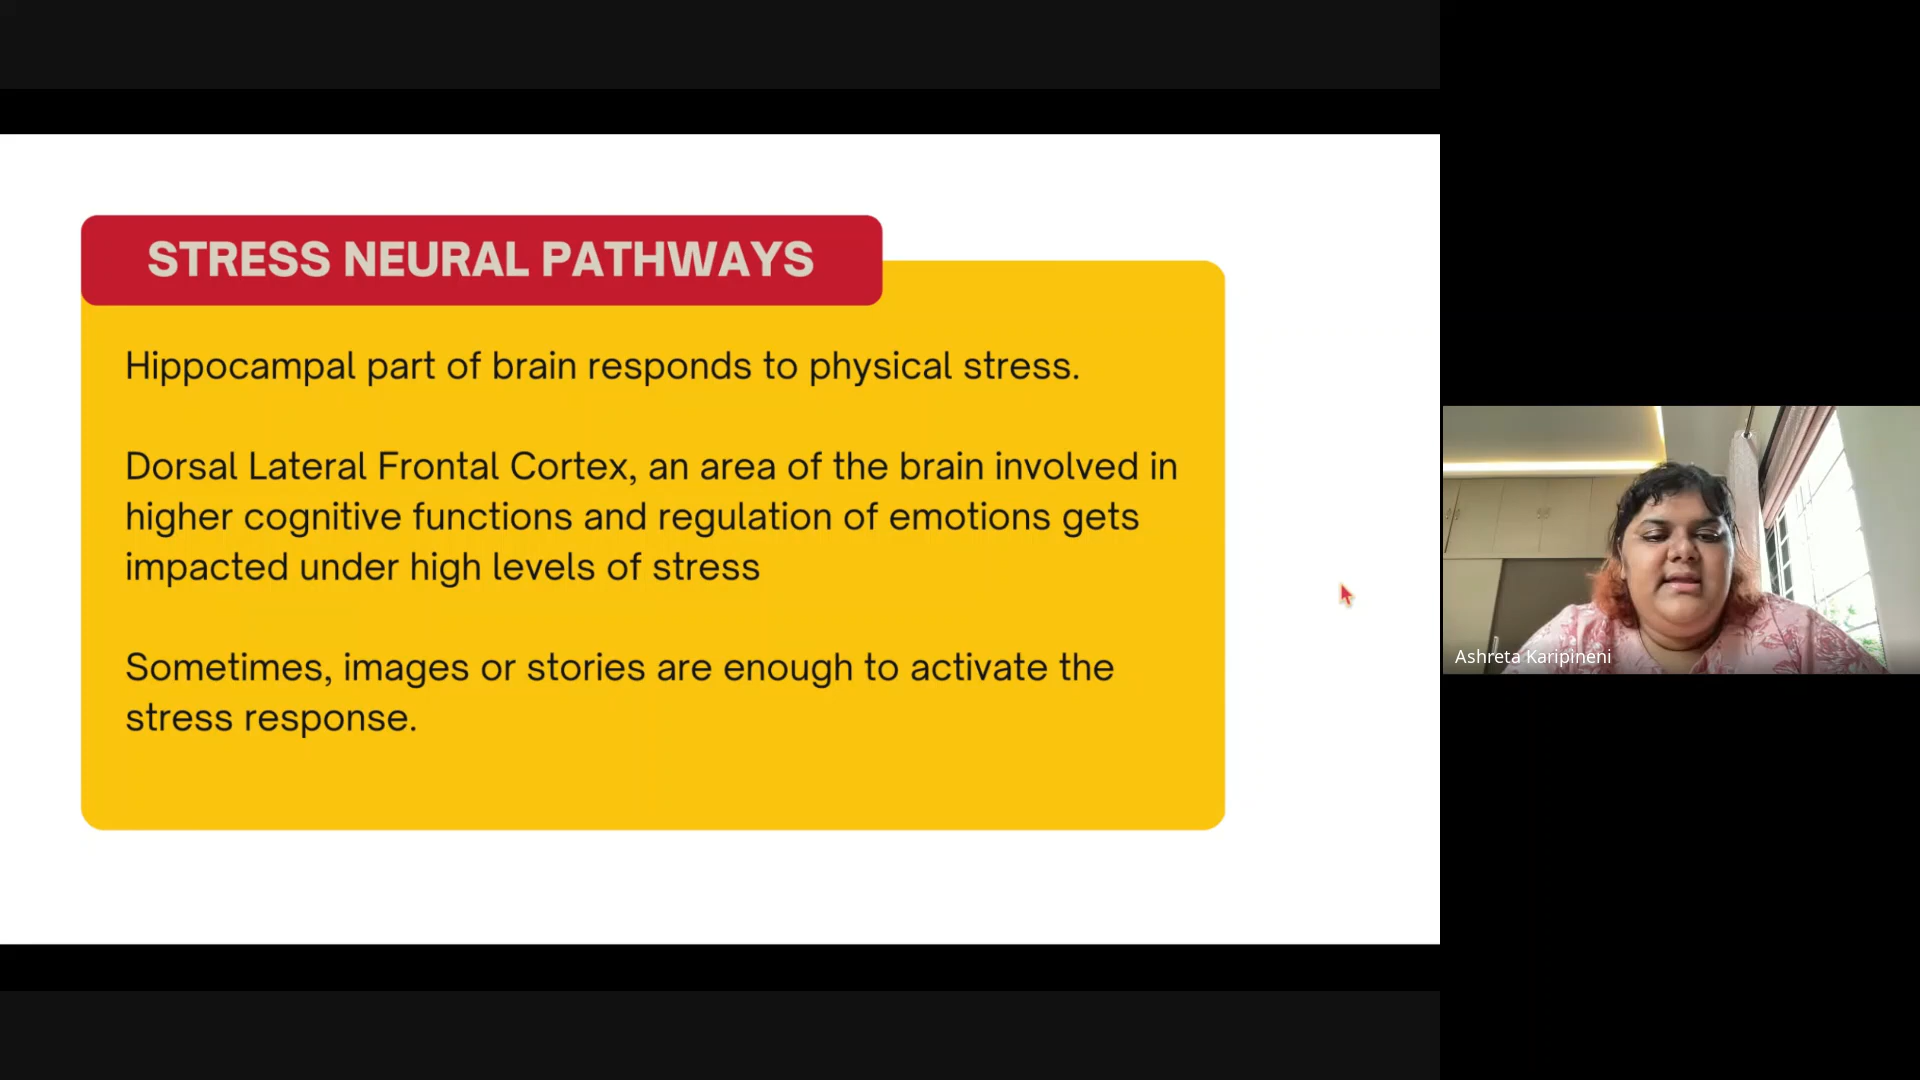 STRESS NEURAL PATHWAYS
Hippocampal part of brain responds to physical stress.
Dorsal Lateral Frontal Cortex, an area of the brain involved in
higher cognitive functions and regulation of emotions gets
impacted under high levels of stress
Sometimes, images or stories are enough to activate the
stress response.
Ashreta Karipineni